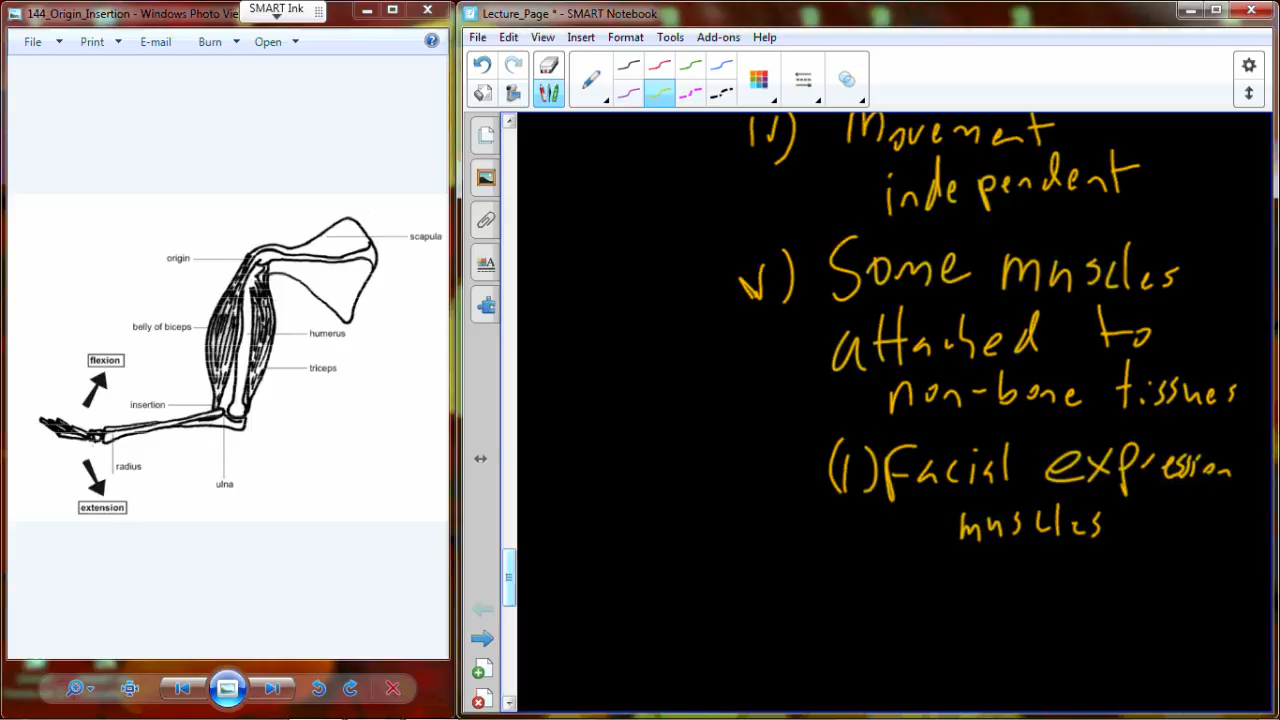 144_Origin_Insertion - Windows Photo Vie
SMART Ink
File Print E-mail Burn Open
scapula
origin
belly of biceps
humerus
flexion
triceps
insertion
radius
ulna
extension
Lecture_Page * - SMART Notebook
File Edit View Insert Format Tools Add-ons Help
iv) Movement
independent
v) Some muscles
attached to
non-bone tissues
(1) Facial expression
muscles